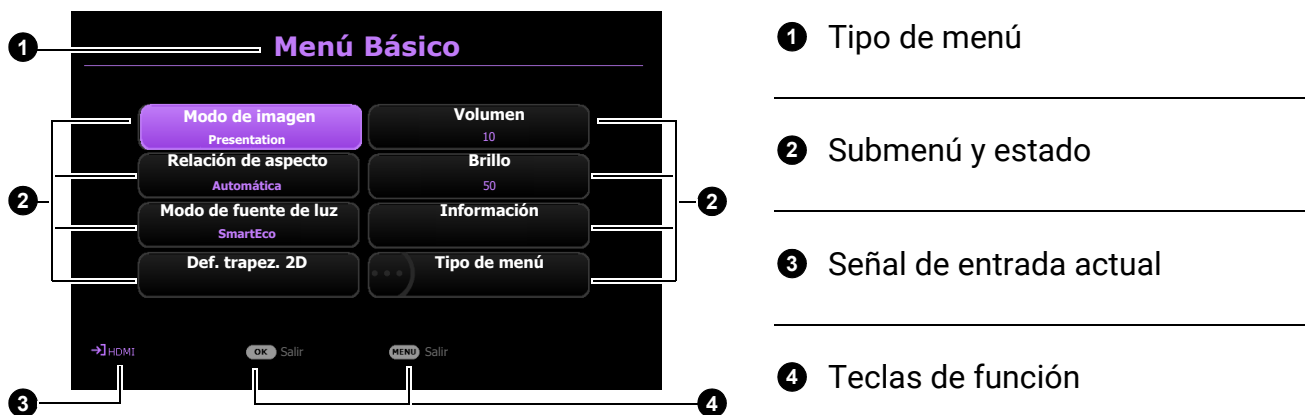 1 Menú Básico
Modo de imagen
Presentation
Volumen
10
Relación de aspecto
Automática
Brillo
50
2 2
Modo de fuente de luz
SmartEco
Información
Def. trapez. 2D
Tipo de menú
HDMI OK Salir MENU Salir
3 4
1 Tipo de menú
2 Submenú y estado
3 Señal de entrada actual
4 Teclas de función